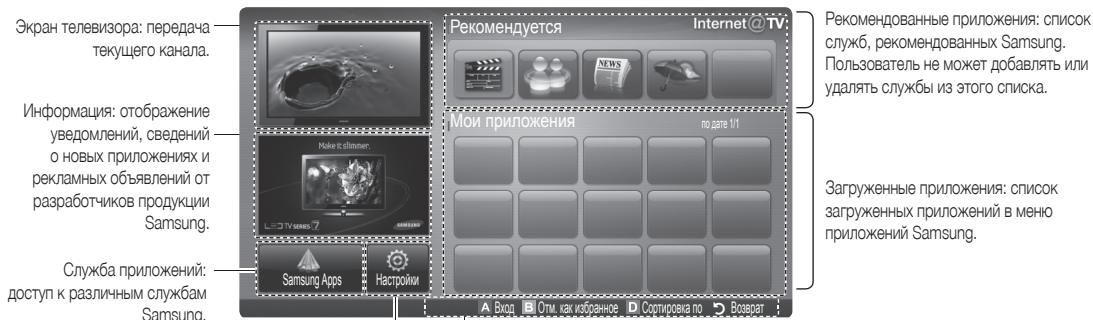 Экран телевизора: передача
текущего канала.
Информация: отображение
уведомлений, сведений
о новых приложениях и
рекламных объявлений от
разработчиков продукции
Samsung.
Служба приложений:
доступ к различным службам
Samsung.
Рекомендуется
Internet@TV
NEWS
Мои приложения
по дате 1/1
Make it slimmer.
LED TV SERIES 7
SAMSUNG
Samsung Apps
Настройки
A Вход B Отм. как избранное D Сортировка по Возврат
Рекомендованные приложения: список
служб, рекомендованных Samsung.
Пользователь не может добавлять или
удалять службы из этого списка.
Загруженные приложения: список
загруженных приложений в меню
приложений Samsung.